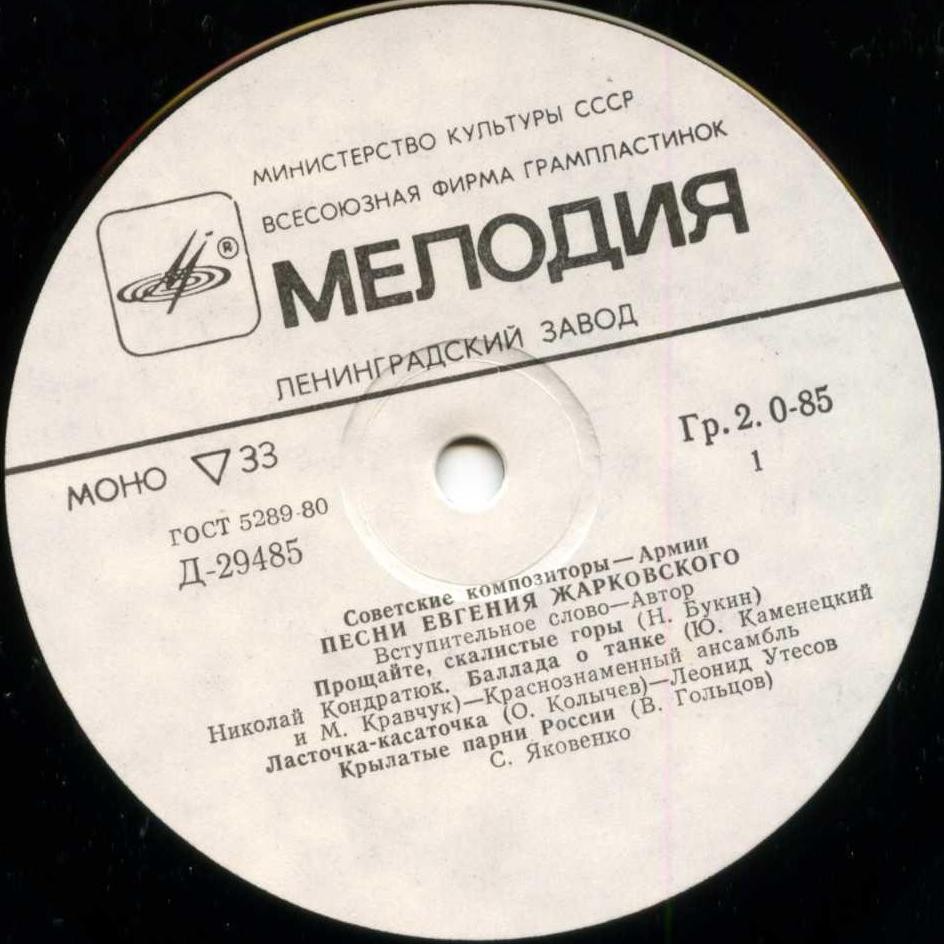 МИНИСТЕРСТВО КУЛЬТУРЫ СССР
ВСЕСОЮЗНАЯ ФИРМА ГРАМПЛАСТИНОК
®
МЕЛОДИЯ
ЛЕНИНГРАДСКИЙ ЗАВОД
МОНО ▽ 33
Гр. 2. 0-85
1
ГОСТ 5289-80
Д-29485
Советские композиторы—Армии
ПЕСНИ ЕВГЕНИЯ ЖАРКОВСКОГО
Вступительное слово—Автор
Прощайте, скалистые горы (Н. Букин)
Николай Кондратюк. Баллада о танке (Ю. Каменецкий
и М. Кравчук)—Краснознаменный ансамбль
Ласточка-касаточка (О. Колычев)—Леонид Утесов
Крылатые парни России (В. Гольцов)
С. Яковенко